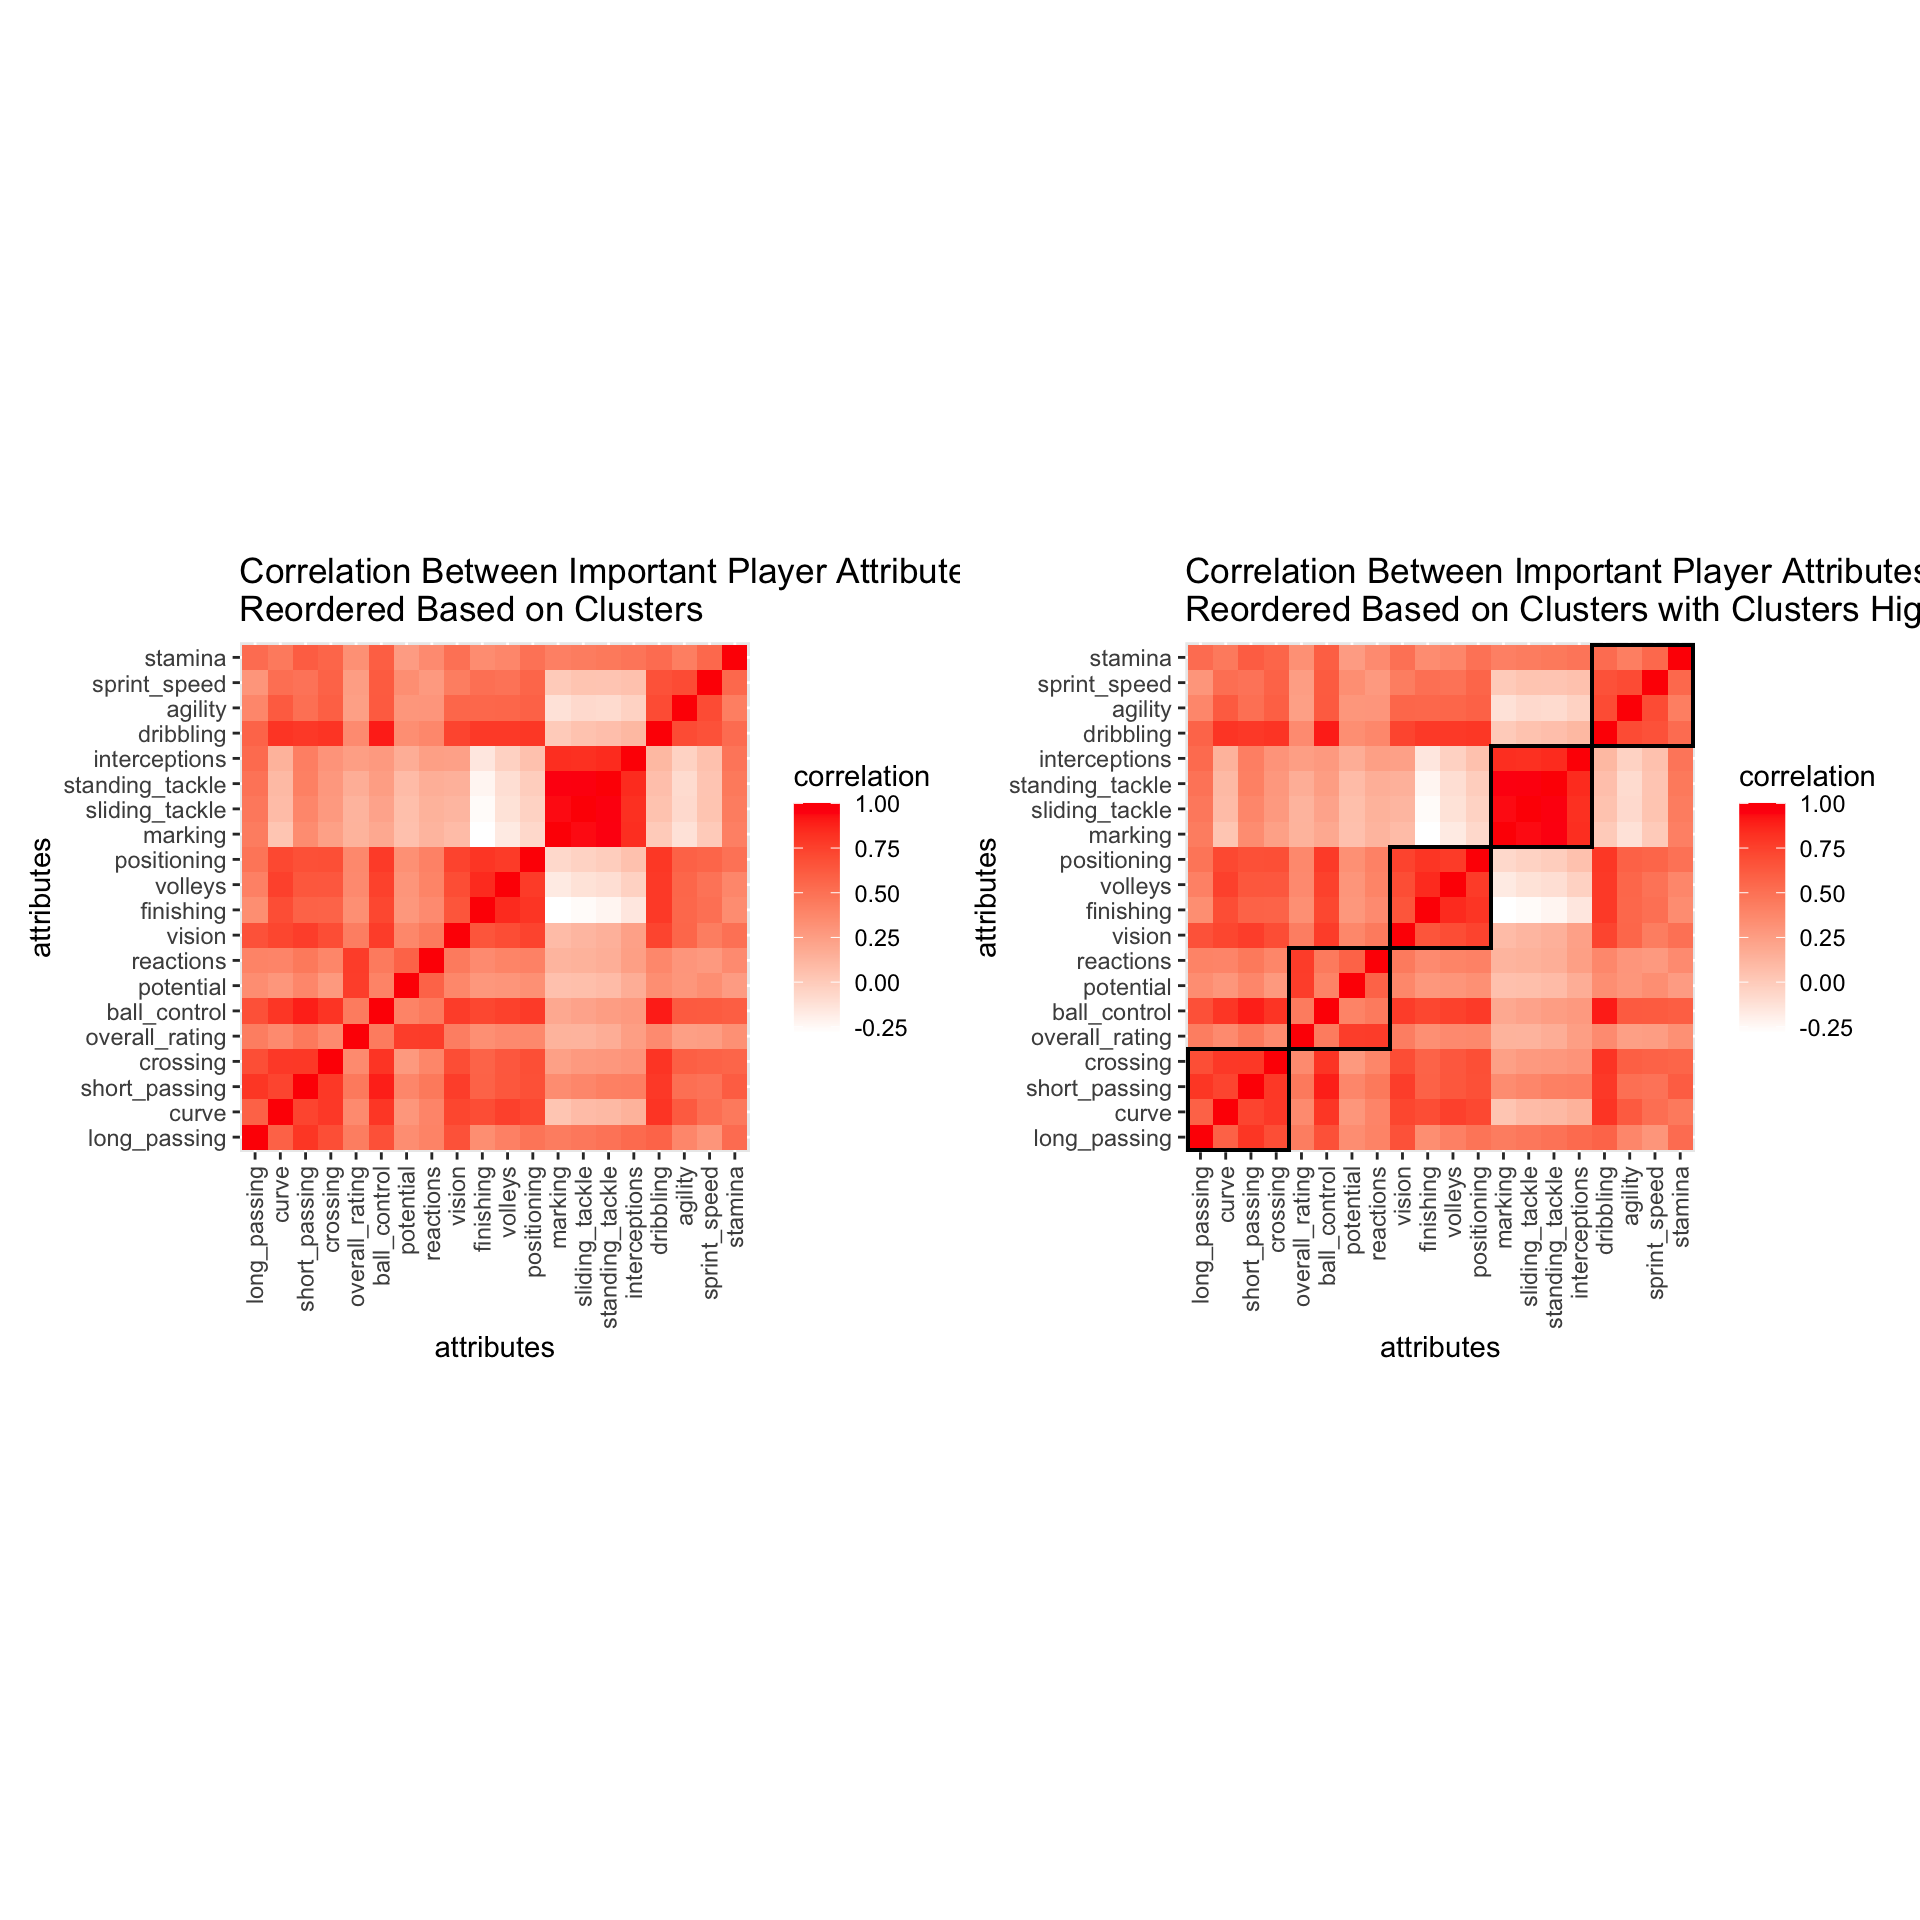 Correlation Between Important Player Attribute
Reordered Based on Clusters
stamina
sprint_speed
agility
dribbling
interceptions
standing_tackle
sliding_tackle
marking
positioning
volleys
finishing
vision
reactions
potential
ball_control
overall_rating
crossing
short_passing
curve
long_passing
attributes
long_passing
curve
short_passing
crossing
overall_rating
ball_control
potential
reactions
vision
finishing
volleys
positioning
marking
sliding_tackle
standing_tackle
interceptions
dribbling
agility
sprint_speed
stamina
attributes
correlation
1.00
0.75
0.50
0.25
0.00
-0.25
Correlation Between Important Player Attributes
Reordered Based on Clusters with Clusters Hig
stamina
sprint_speed
agility
dribbling
interceptions
standing_tackle
sliding_tackle
marking
positioning
volleys
finishing
vision
reactions
potential
ball_control
overall_rating
crossing
short_passing
curve
long_passing
attributes
long_passing
curve
short_passing
crossing
overall_rating
ball_control
potential
reactions
vision
finishing
volleys
positioning
marking
sliding_tackle
standing_tackle
interceptions
dribbling
agility
sprint_speed
stamina
attributes
correlation
1.00
0.75
0.50
0.25
0.00
-0.25